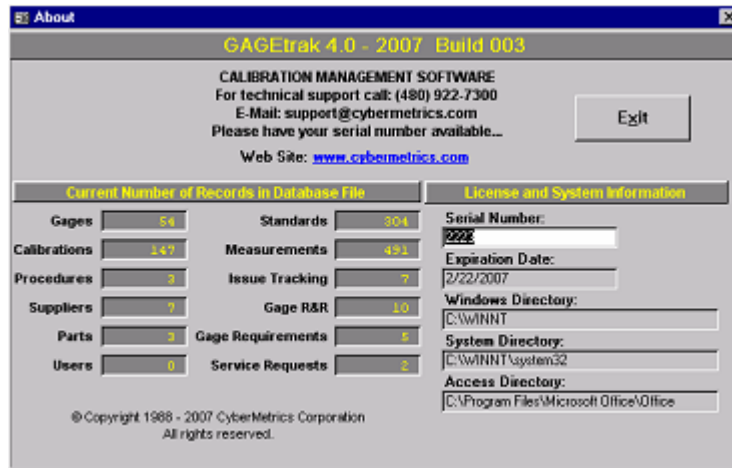 About
GAGEtrak 4.0 - 2007 Build 003
CALIBRATION MANAGEMENT SOFTWARE
For technical support call: (480) 922-7300
E-Mail: support@cybermetrics.com
Please have your serial number available...
Exit
Web Site: www.cybermetrics.com
Current Number of Records in Database File
Gages 54 Standards 304
Calibrations 147 Measurements 491
Procedures 3 Issue Tracking 7
Suppliers 7 Gage R&R 10
Parts 3 Gage Requirements 5
Users 0 Service Requests 2
© Copyright 1988 - 2007 CyberMetrics Corporation
All rights reserved.
License and System Information
Serial Number:
2223
Expiration Date:
2/22/2007
Windows Directory:
C:\WINNT
System Directory:
C:\WINNT\system32
Access Directory:
C:\Program Files\Microsoft Office\Office